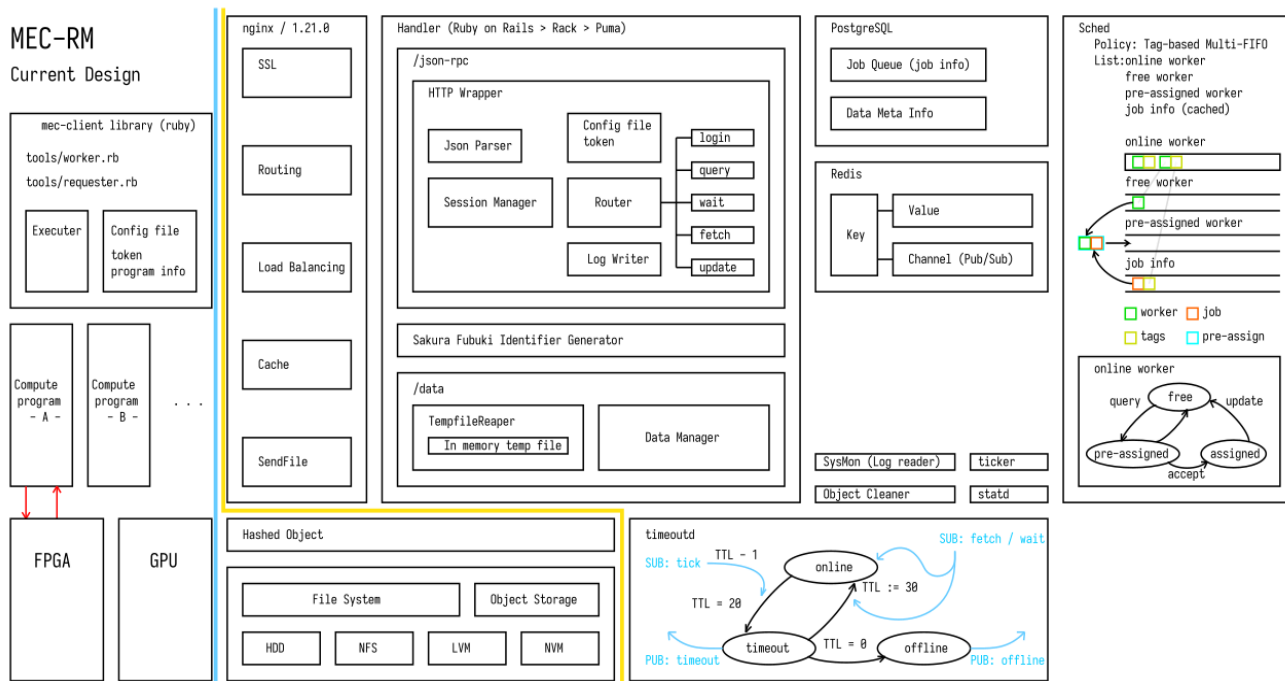 MEC-RM
Current Design
mec-client library (ruby)
tools/worker.rb
tools/requester.rb
Executer
Config file
token
program info
Compute
program
- A -
Compute
program
- B -
. . .
FPGA
GPU
nginx / 1.21.0
SSL
Routing
Load Balancing
Cache
SendFile
Handler (Ruby on Rails > Rack > Puma)
/json-rpc
HTTP Wrapper
Json Parser
Config file
token
Session Manager
Router
Log Writer
login
query
wait
fetch
update
Sakura Fubuki Identifier Generator
/data
TempfileReaper
In memory temp file
Data Manager
PostgreSQL
Job Queue (job info)
Data Meta Info
Redis
Key
Value
Channel (Pub/Sub)
SysMon (Log reader)
ticker
Object Cleaner
statd
Sched
Policy: Tag-based Multi-FIFO
List:online worker
free worker
pre-assigned worker
job info (cached)
online worker
free worker
pre-assigned worker
job info
worker
job
tags
pre-assign
online worker
free
query
update
pre-assigned
assigned
accept
Hashed Object
File System
Object Storage
HDD
NFS
LVM
NVM
timeoutd
SUB: tick
TTL - 1
online
SUB: fetch / wait
TTL = 20
TTL := 30
timeout
TTL = 0
offline
PUB: timeout
PUB: offline